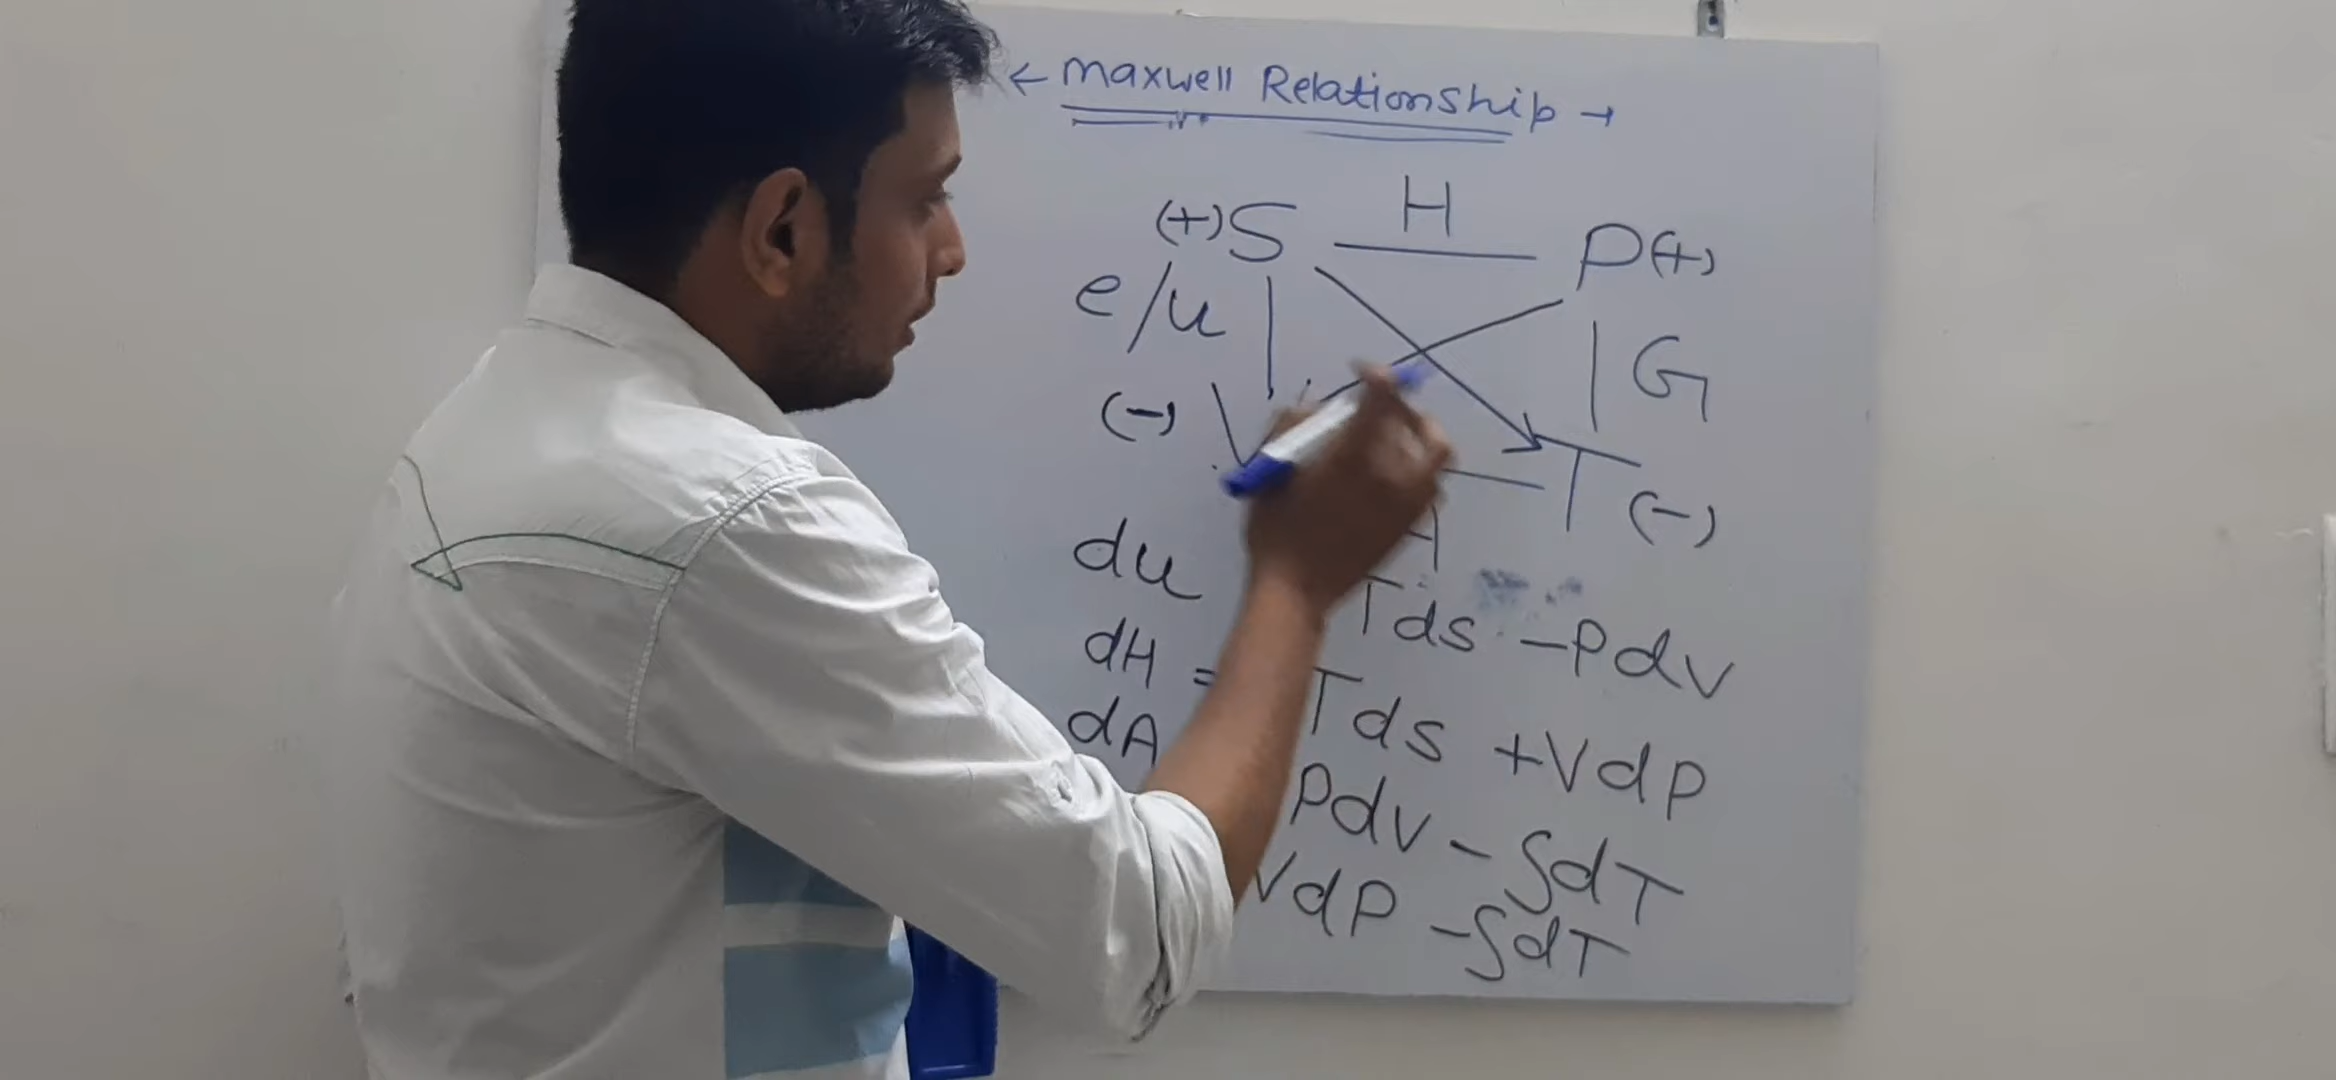 ← Maxwell Relationship →
H
(+) S P(+)
e/u G
(-) V T (-)
A
du Tds -Pdv
dH = Tds +VdP
dA Pdv - SdT
VdP - SdT